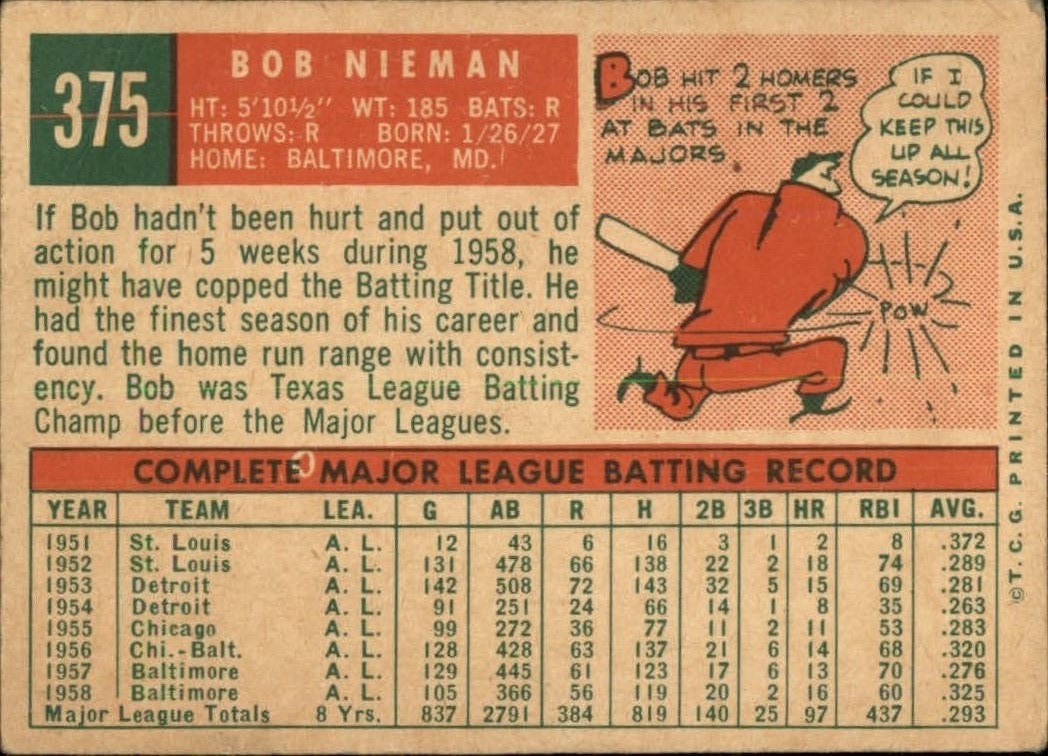 375
BOB NIEMAN
HT: 5'10½" WT: 185 BATS: R
THROWS: R BORN: 1/26/27
HOME: BALTIMORE, MD.
If Bob hadn't been hurt and put out of
action for 5 weeks during 1958, he
might have copped the Batting Title. He
had the finest season of his career and
found the home run range with consist-
ency. Bob was Texas League Batting
Champ before the Major Leagues.
BOB HIT 2 HOMERS
IN HIS FIRST 2
AT BATS IN THE
MAJORS.
IF I
COULD
KEEP THIS
UP ALL
SEASON!
POW
COMPLETE MAJOR LEAGUE BATTING RECORD
YEAR TEAM LEA. G AB R H 2B 3B HR RBI AVG.
1951 St. Louis A. L. 12 43 6 16 3 1 2 8 .372
1952 St. Louis A. L. 131 478 66 138 22 2 18 74 .289
1953 Detroit A. L. 142 508 72 143 32 5 15 69 .281
1954 Detroit A. L. 91 251 24 66 14 1 8 35 .263
1955 Chicago A. L. 99 272 36 77 11 2 11 53 .283
1956 Chi.-Balt. A. L. 128 428 63 137 21 6 14 68 .320
1957 Baltimore A. L. 129 445 61 123 17 6 13 70 .276
1958 Baltimore A. L. 105 366 56 119 20 2 16 60 .325
Major League Totals 8 Yrs. 837 2791 384 819 140 25 97 437 .293
©T. C. G. PRINTED IN U.S.A.